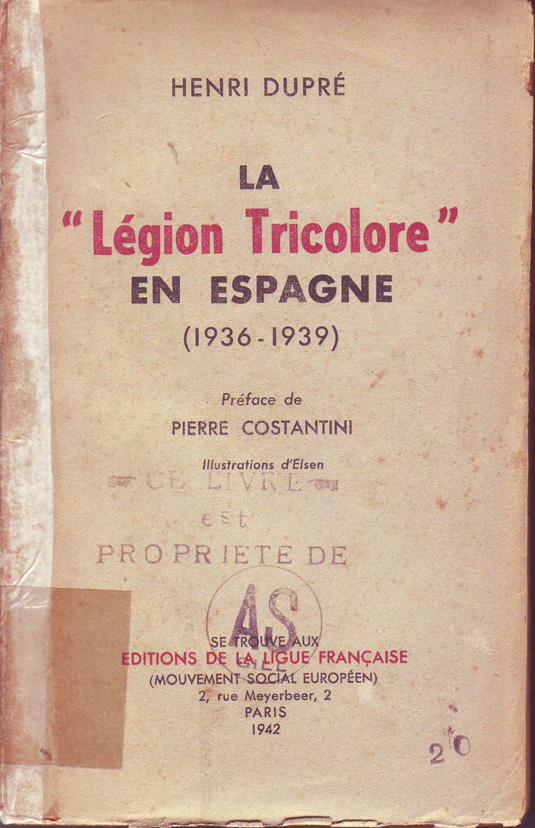 HENRI DUPRÉ
LA
“Légion Tricolore”
EN ESPAGNE
(1936-1939)
Préface de
PIERRE COSTANTINI
Illustrations d'Elsen
CE LIVRE
est
PROPRIETE DE
AS
SE TROUVE AUX
EDITIONS DE LA LIGUE FRANÇAISE
(MOUVEMENT SOCIAL EUROPÉEN)
2, rue Meyerbeer, 2
PARIS
1942